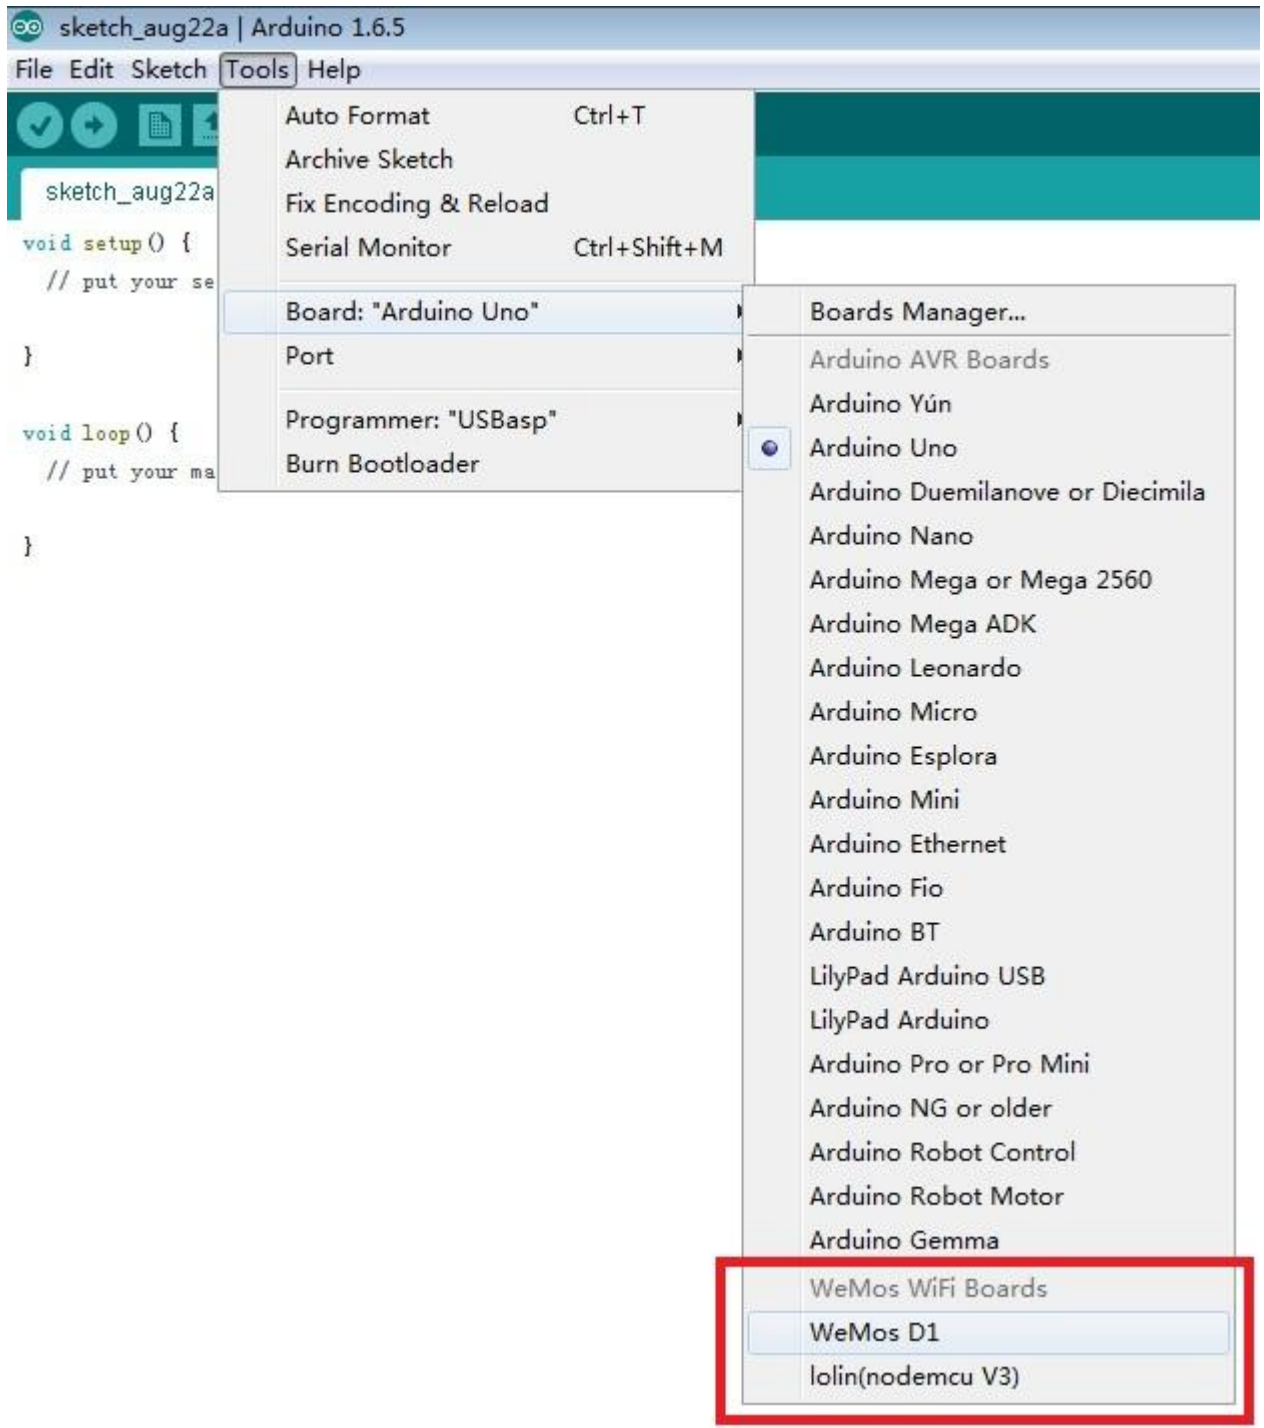 sketch_aug22a | Arduino 1.6.5
File Edit Sketch Tools Help
Auto Format Ctrl+T
Archive Sketch
sketch_aug22a
Fix Encoding & Reload
void setup() {
Serial Monitor Ctrl+Shift+M
// put your se
Board: "Arduino Uno"
Boards Manager...
}
Port
Arduino AVR Boards
Arduino Yún
Programmer: "USBasp"
void loop() {
Arduino Uno
Burn Bootloader
// put your ma
Arduino Duemilanove or Diecimila
Arduino Nano
}
Arduino Mega or Mega 2560
Arduino Mega ADK
Arduino Leonardo
Arduino Micro
Arduino Esplora
Arduino Mini
Arduino Ethernet
Arduino Fio
Arduino BT
LilyPad Arduino USB
LilyPad Arduino
Arduino Pro or Pro Mini
Arduino NG or older
Arduino Robot Control
Arduino Robot Motor
Arduino Gemma
WeMos WiFi Boards
WeMos D1
lolin(nodemcu V3)